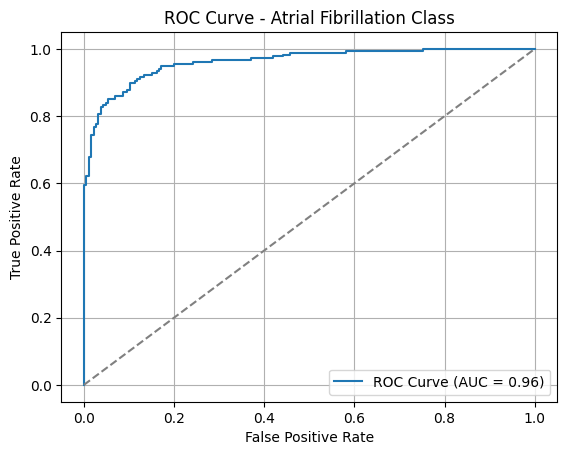 ROC Curve - Atrial Fibrillation Class
True Positive Rate
1.0
0.8
0.6
0.4
0.2
0.0
ROC Curve (AUC = 0.96)
0.0 0.2 0.4 0.6 0.8 1.0
False Positive Rate